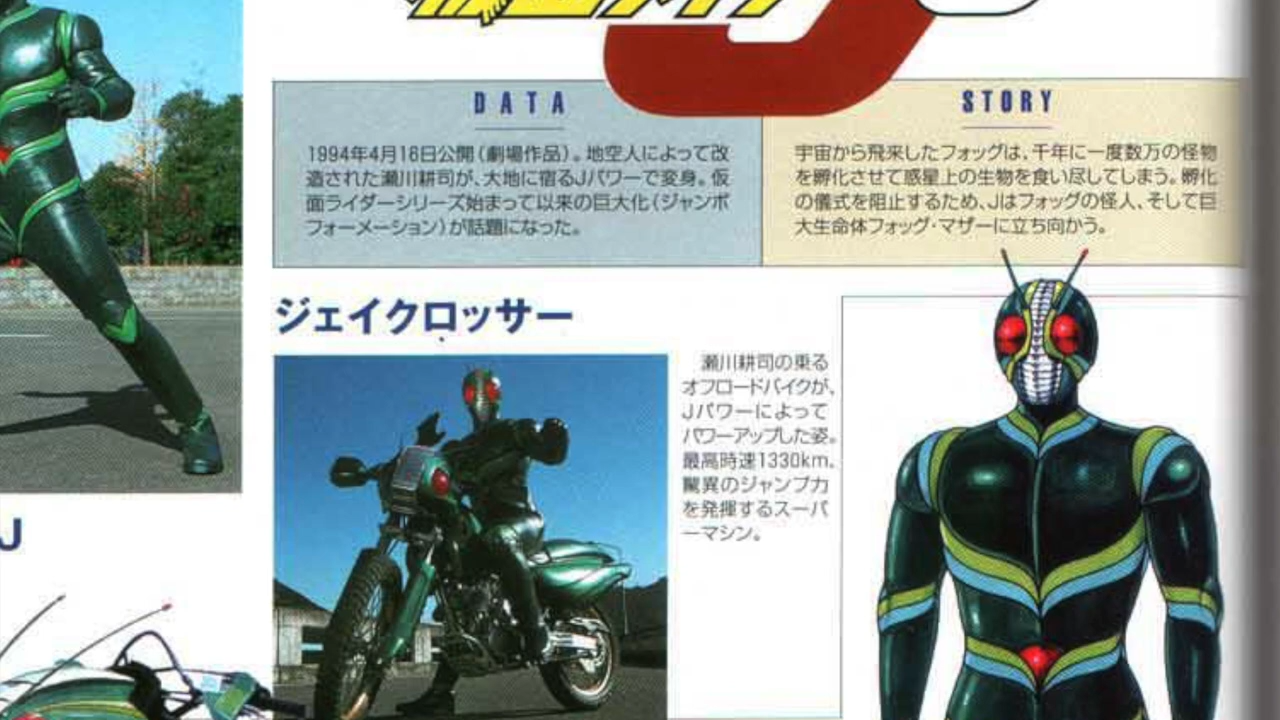 J
DATA
1994年4月16日公開(劇場作品)。地空人によって改
造された瀬川耕司が、大地に宿るJパワーで変身。仮
面ライダーシリーズ始まって以来の巨大化(ジャンボ
フォーメーション)が話題になった。
STORY
宇宙から飛来したフォッグは、千年に一度数万の怪物
を孵化させて惑星上の生物を食い尽してしまう。孵化
の儀式を阻止するため、Jはフォッグの怪人、そして巨
大生命体フォッグ・マザーに立ち向かう。
ジェイクロッサー
瀬川耕司の乗る
オフロードバイクが、
Jパワーによって
パワーアップした姿。
最高時速1330km。
驚異のジャンプ力
を発揮するスーパ
ーマシン。
J